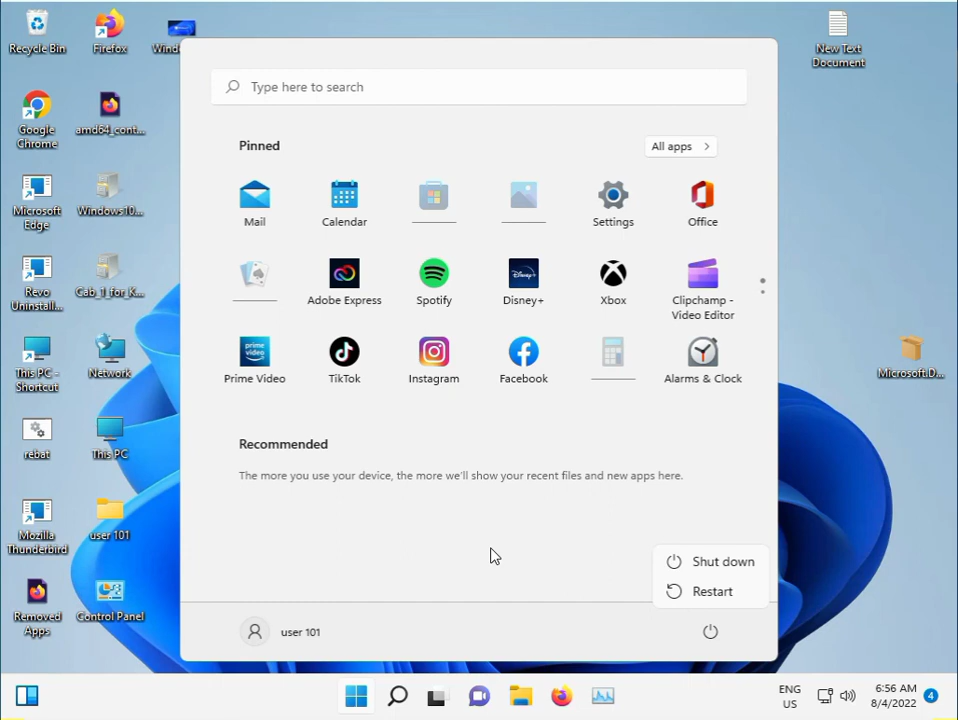 Recycle Bin
Firefox
Wind
New Text
Document
Type here to search
Pinned
All apps
Google
Chrome
amd64_cont...
Mail
Calendar
Settings
Office
Microsoft
Edge
Windows10...
Adobe Express
Spotify
Disney+
Xbox
Clipchamp -
Video Editor
Revo
Uninstall...
Cab_1_for_K...
Prime Video
TikTok
Instagram
Facebook
Alarms & Clock
This PC -
Shortcut
Network
Microsoft.D...
rebat
This PC
Recommended
The more you use your device, the more we'll show your recent files and new apps here.
Mozilla
Thunderbird
user 101
Shut down
Restart
Removed
Apps
Control Panel
user 101
ENG
US
6:56 AM
8/4/2022
4